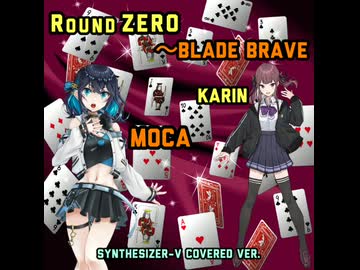 ROUND ZERO
～BLADE BRAVE
KARIN
MOCA
SYNTHESIZER-V COVERED VER.